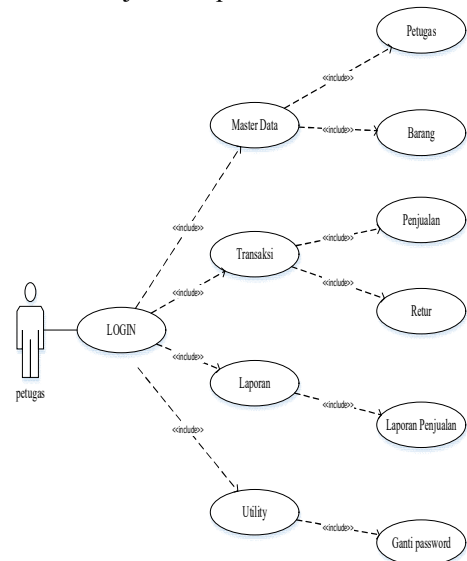 Petugas
<<include>>
Master Data
<<include>>
Barang
<<include>>
Penjualan
<<include>>
Transaksi
<<include>>
<<include>>
Retur
LOGIN
petugas
<<include>>
Laporan
<<include>>
Laporan Penjualan
<<include>>
Utility
<<include>>
Ganti password